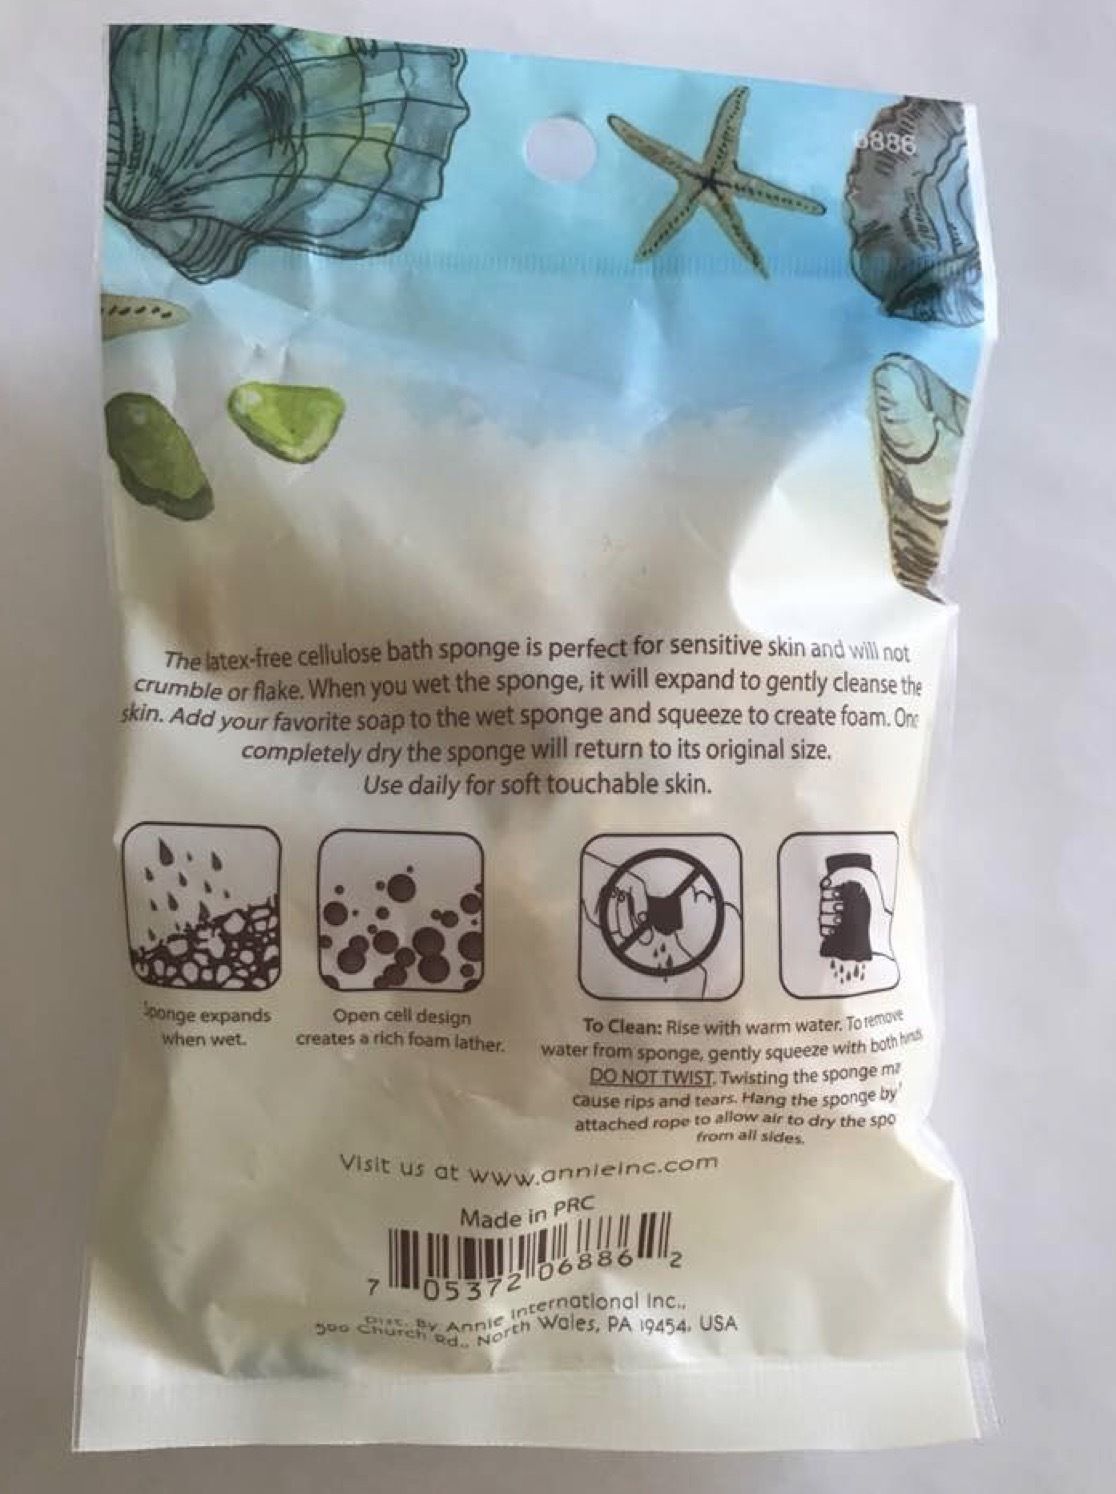 6886
The latex-free cellulose bath sponge is perfect for sensitive skin and will not
crumble or flake. When you wet the sponge, it will expand to gently cleanse the
skin. Add your favorite soap to the wet sponge and squeeze to create foam. Onc
completely dry the sponge will return to its original size.
Use daily for soft touchable skin.
Sponge expands
when wet.
Open cell design
creates a rich foam lather.
To Clean: Rise with warm water. To remove
water from sponge, gently squeeze with both hands
DO NOT TWIST. Twisting the sponge ma
cause rips and tears. Hang the sponge by
attached rope to allow air to dry the spo
from all sides.
Visit us at www.annieinc.com
Made in PRC
7 05372 06886 2
Dist. By Annie International Inc.,
500 Church Rd., North Wales, PA 19454, USA